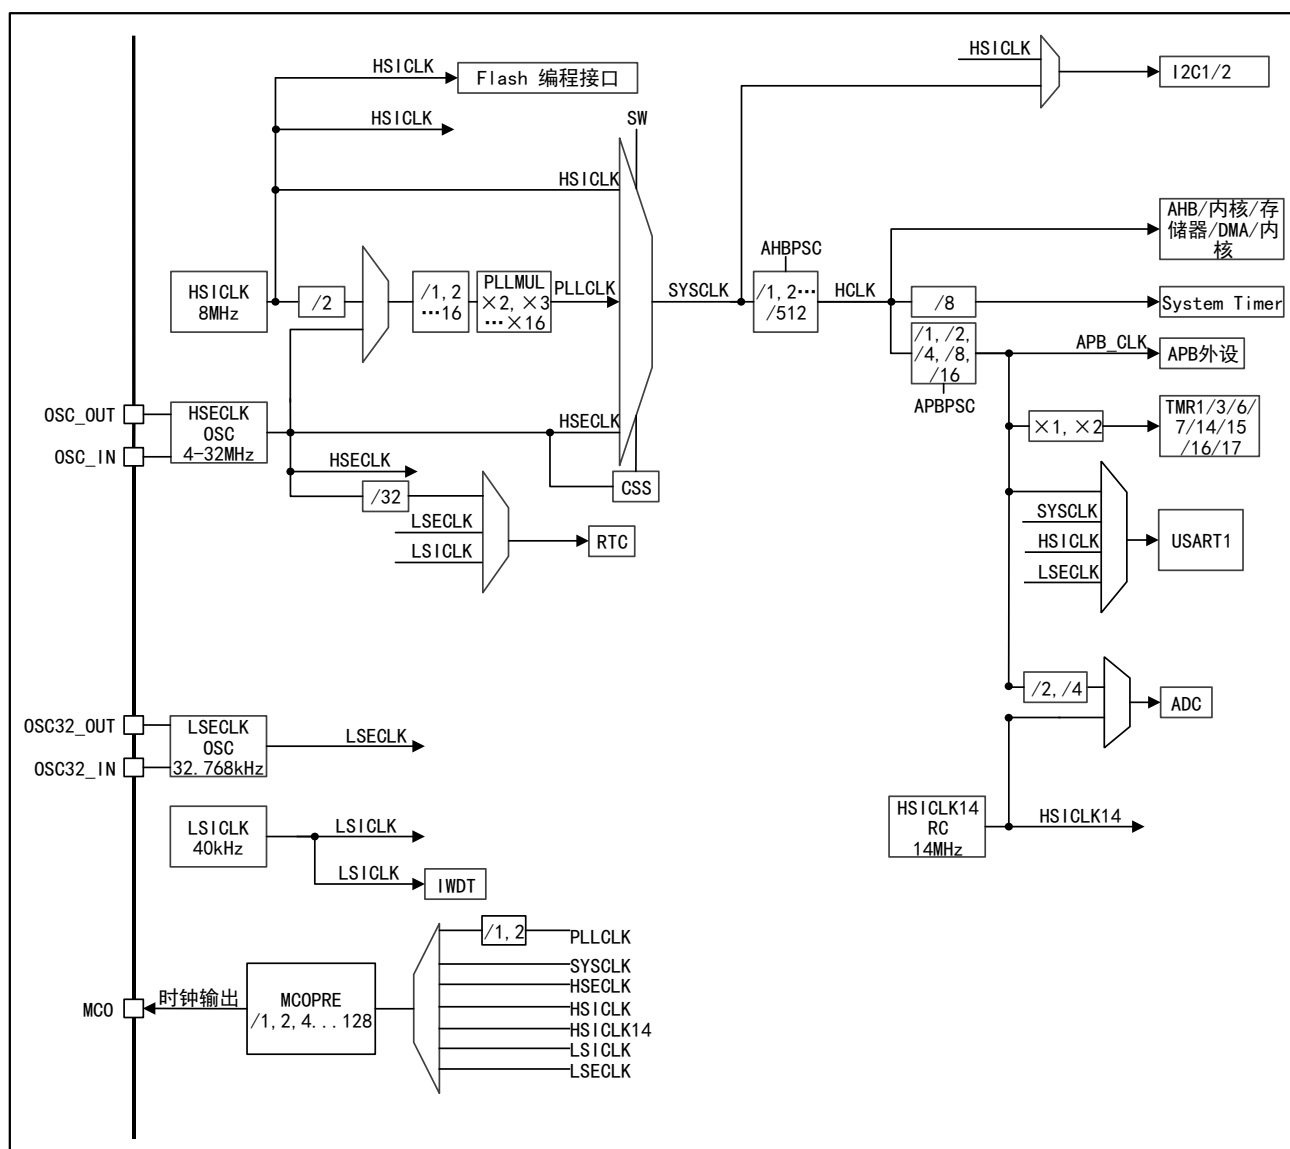 HSICLK
Flash 编程接口
HSICLK
SW
HSICLK
HSICLK
8MHz
/2
/1,2
…16
PLLMUL
×2,×3
…×16
PLLCLK
SYSCLK
HSICLK
I2C1/2
AHBPSC
/1,2…
/512
HCLK
AHB/内核/存
储器/DMA/内
核
/8
System Timer
/1,/2,
/4,/8,
/16
APBPSC
APB_CLK
APB外设
×1,×2
TMR1/3/6/
7/14/15
/16/17
OSC_OUT
OSC_IN
HSECLK
OSC
4-32MHz
HSECLK
HSECLK
CSS
/32
LSECLK
LSICLK
RTC
SYSCLK
HSICLK
LSECLK
USART1
/2,/4
ADC
OSC32_OUT
OSC32_IN
LSECLK
OSC
32.768kHz
LSECLK
LSICLK
40kHz
LSICLK
LSICLK
IWDT
HSICLK14
RC
14MHz
HSICLK14
MCO
时钟输出
MCOPRE
/1,2,4...128
/1,2
PLLCLK
SYSCLK
HSECLK
HSICLK
HSICLK14
LSICLK
LSECLK